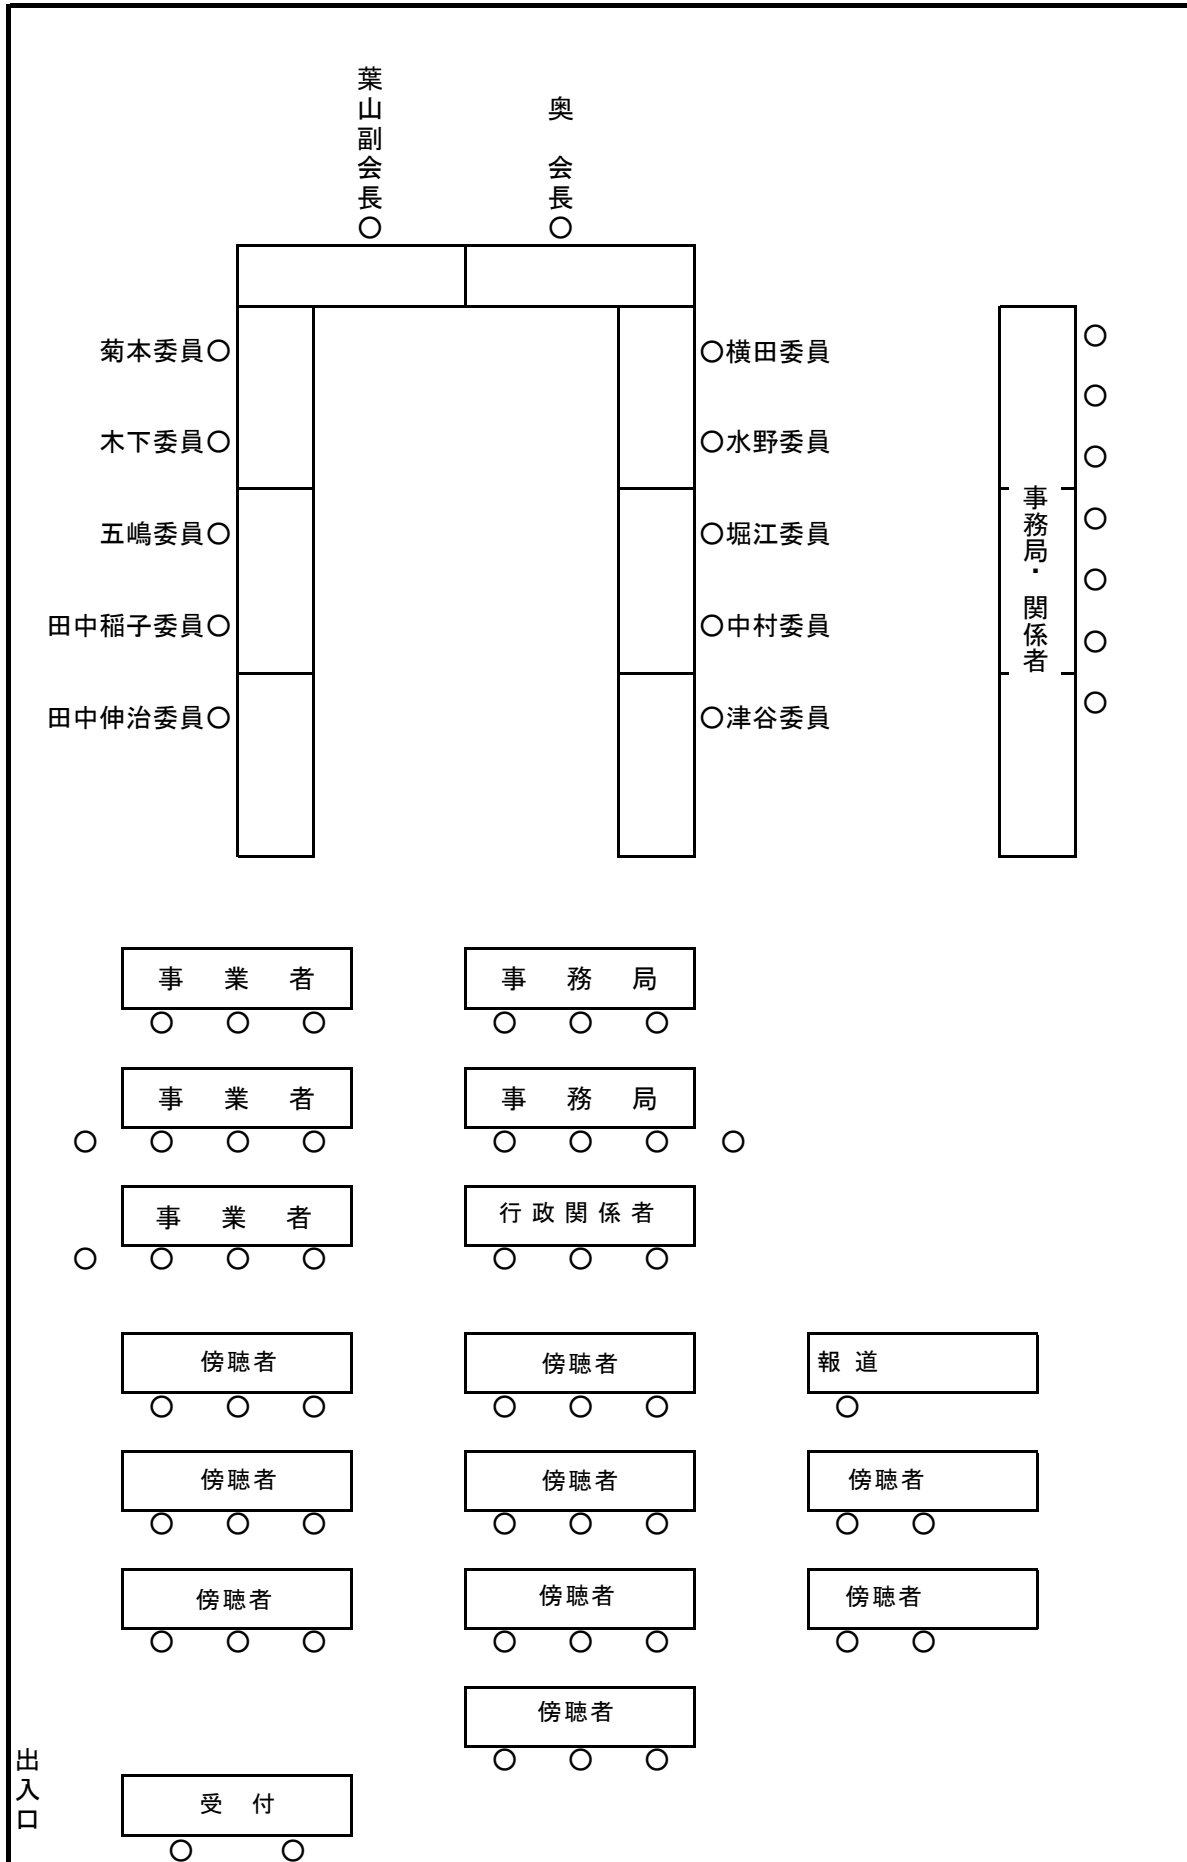 葉山副会長
奥 会長
菊本委員○ ○横田委員
木下委員○ ○水野委員
五嶋委員○ ○堀江委員
田中稲子委員○ ○中村委員
田中伸治委員○ ○津谷委員
事務局・関係者
事 業 者
事 務 局
事 業 者
事 務 局
事 業 者
行政関係者
傍聴者
傍聴者
報 道
傍聴者
傍聴者
傍聴者
傍聴者
傍聴者
傍聴者
傍聴者
出入口
受 付